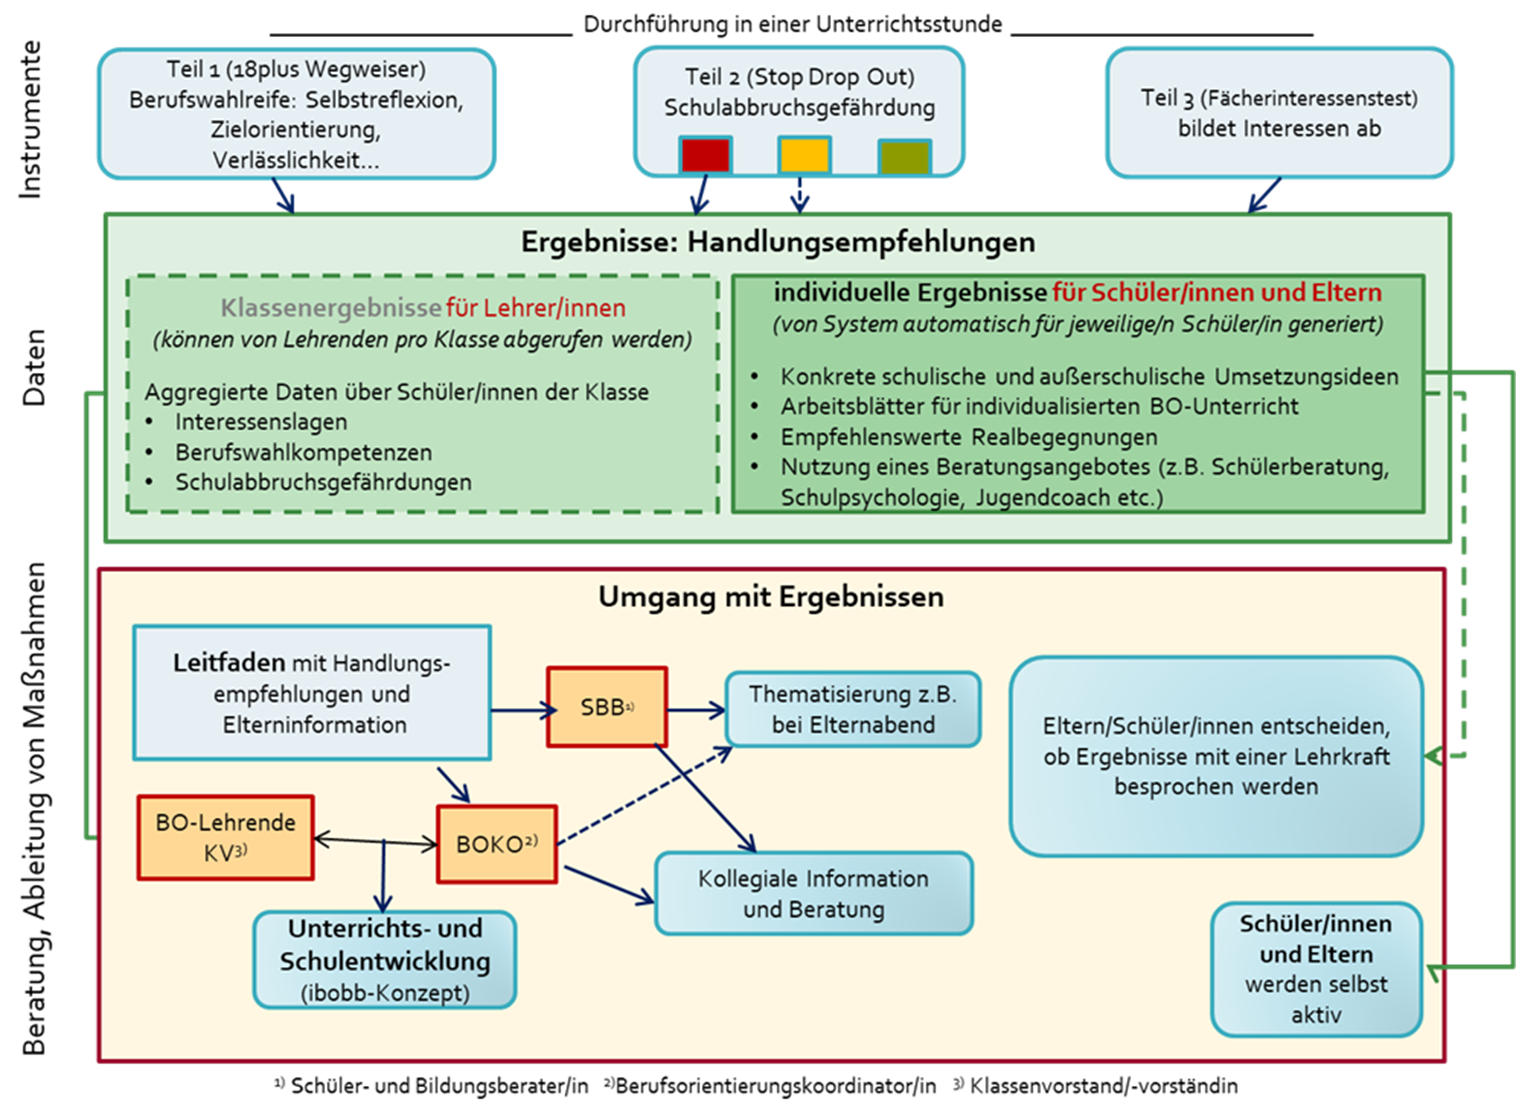 Durchführung in einer Unterrichtsstunde
Instrumente
Teil 1 (18plus Wegweiser)
Berufswahlreife: Selbstreflexion,
Zielorientierung,
Verlässlichkeit...
Teil 2 (Stop Drop Out)
Schulabbruchsgefährdung
Teil 3 (Fächerinteressenstest)
bildet Interessen ab
Daten
Ergebnisse: Handlungsempfehlungen
Klassenergebnisse für Lehrer/innen
(können von Lehrenden pro Klasse abgerufen werden)
Aggregierte Daten über Schüler/innen der Klasse
• Interessenslagen
• Berufswahlkompetenzen
• Schulabbruchsgefährdungen
individuelle Ergebnisse für Schüler/innen und Eltern
(von System automatisch für jeweilige/n Schüler/in generiert)
• Konkrete schulische und außerschulische Umsetzungsideen
• Arbeitsblätter für individualisierten BO-Unterricht
• Empfehlenswerte Realbegegnungen
• Nutzung eines Beratungsangebotes (z.B. Schülerberatung,
Schulpsychologie, Jugendcoach etc.)
Beratung, Ableitung von Maßnahmen
Umgang mit Ergebnissen
Leitfaden mit Handlungs-
empfehlungen und
Elterninformation
SBB1)
Thematisierung z.B.
bei Elternabend
Eltern/Schüler/innen entscheiden,
ob Ergebnisse mit einer Lehrkraft
besprochen werden
BO-Lehrende
KV3)
BOKO2)
Kollegiale Information
und Beratung
Unterrichts- und
Schulentwicklung
(ibobb-Konzept)
Schüler/innen
und Eltern
werden selbst
aktiv
1) Schüler- und Bildungsberater/in 2)Berufsorientierungskoordinator/in 3) Klassenvorstand/-vorständin